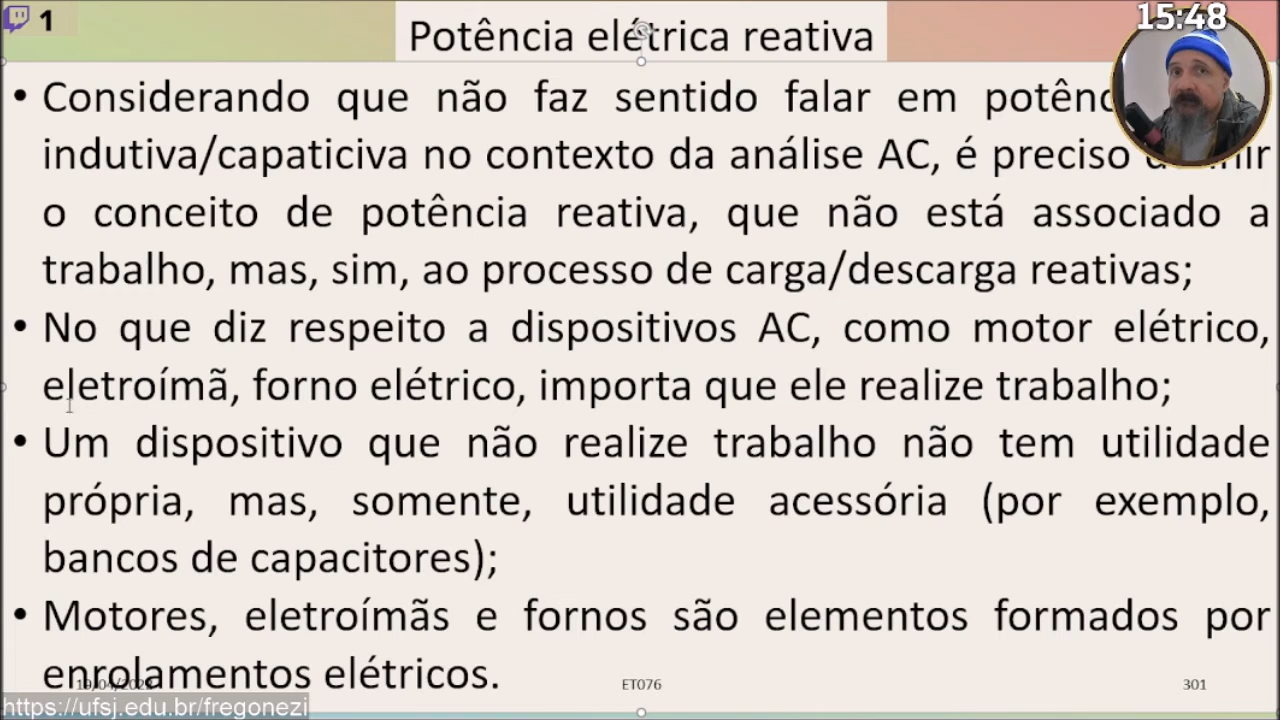 1
15:48
Potência elétrica reativa
• Considerando que não faz sentido falar em
indutiva/capaticiva no contexto da análise AC, é preciso
o conceito de potência reativa, que não está associado a
trabalho, mas, sim, ao processo de carga/descarga reativas;
• No que diz respeito a dispositivos AC, como motor elétrico,
eletroímã, forno elétrico, importa que ele realize trabalho;
• Um dispositivo que não realize trabalho não tem utilidade
própria, mas, somente, utilidade acessória (por exemplo,
bancos de capacitores);
• Motores, eletroímãs e fornos são elementos formados por
enrolamentos elétricos.
ET076
301
https://ufsj.edu.br/fregonezi